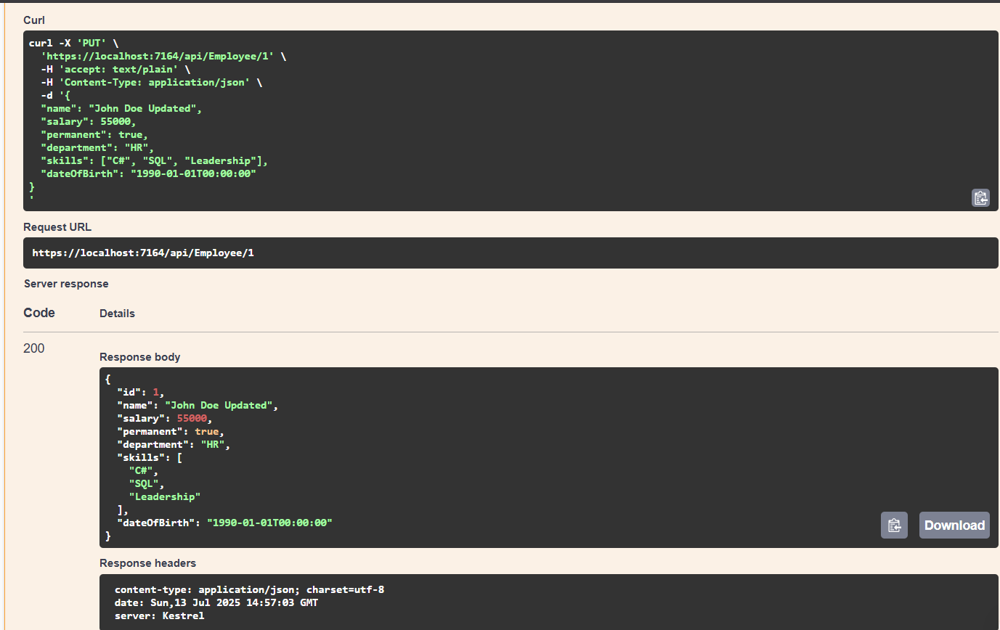 Curl
curl -X 'PUT' \
  'https://localhost:7164/api/Employee/1' \
  -H 'accept: text/plain' \
  -H 'Content-Type: application/json' \
  -d '{
  "name": "John Doe Updated",
  "salary": 55000,
  "permanent": true,
  "department": "HR",
  "skills": ["C#", "SQL", "Leadership"],
  "dateOfBirth": "1990-01-01T00:00:00"
}
'
Request URL
https://localhost:7164/api/Employee/1
Server response
Code Details
200
Response body
{
  "id": 1,
  "name": "John Doe Updated",
  "salary": 55000,
  "permanent": true,
  "department": "HR",
  "skills": [
    "C#",
    "SQL",
    "Leadership"
  ],
  "dateOfBirth": "1990-01-01T00:00:00"
}
Download
Response headers
content-type: application/json; charset=utf-8
date: Sun,13 Jul 2025 14:57:03 GMT
server: Kestrel